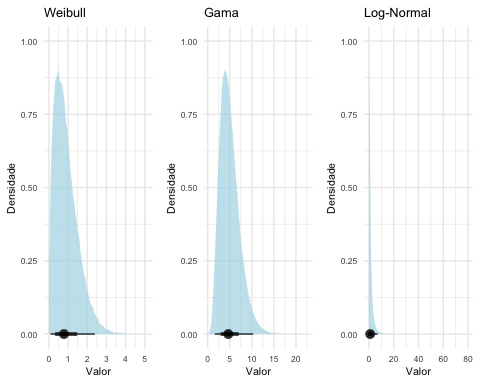 Weibull
Gama
Log-Normal
1.00
0.75
0.50
0.25
0.00
Densidade
0 1 2 3 4 5
Valor
1.00
0.75
0.50
0.25
0.00
Densidade
0 5 10 15 20
Valor
1.00
0.75
0.50
0.25
0.00
Densidade
0 20 40 60 80
Valor